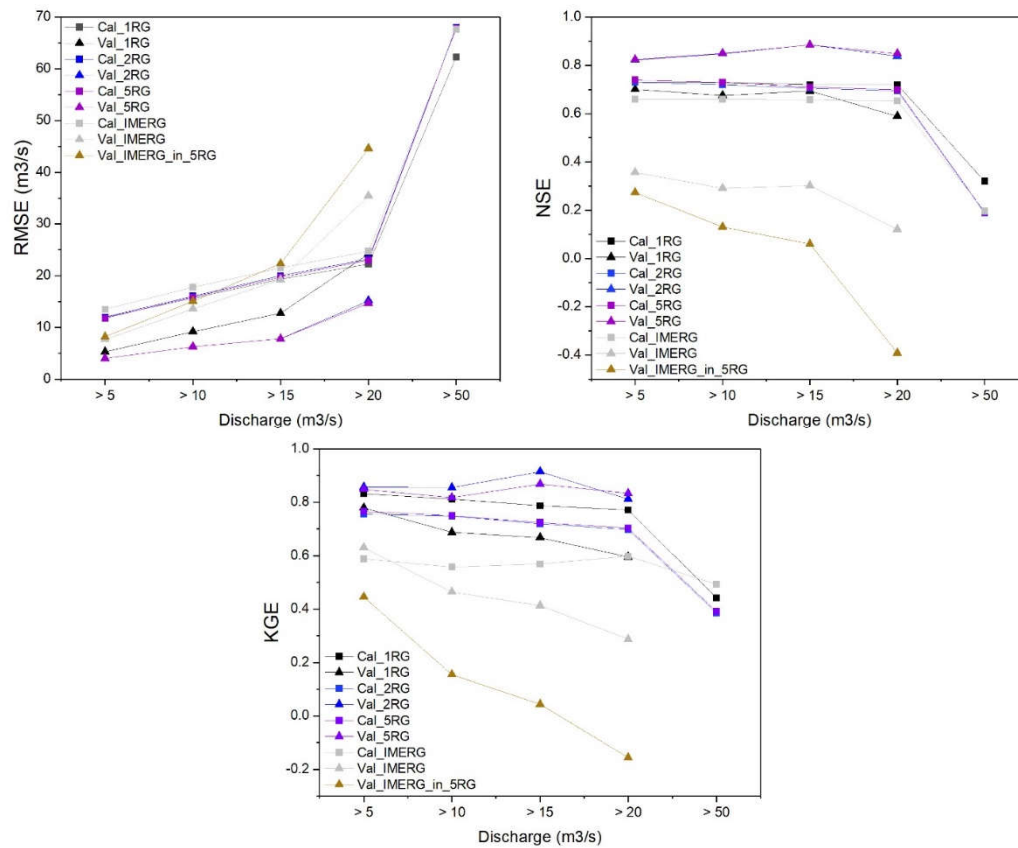 RMSE (m3/s)
70
60
50
40
30
20
10
0
Cal_1RG
Val_1RG
Cal_2RG
Val_2RG
Cal_5RG
Val_5RG
Cal_IMERG
Val_IMERG
Val_IMERG_in_5RG
> 5
> 10
> 15
> 20
> 50
Discharge (m3/s)
NSE
1.0
0.8
0.6
0.4
0.2
0.0
-0.2
-0.4
Cal_1RG
Val_1RG
Cal_2RG
Val_2RG
Cal_5RG
Val_5RG
Cal_IMERG
Val_IMERG
Val_IMERG_in_5RG
> 5
> 10
> 15
> 20
> 50
Discharge (m3/s)
KGE
1.0
0.8
0.6
0.4
0.2
0.0
-0.2
Cal_1RG
Val_1RG
Cal_2RG
Val_2RG
Cal_5RG
Val_5RG
Cal_IMERG
Val_IMERG
Val_IMERG_in_5RG
> 5
> 10
> 15
> 20
> 50
Discharge (m3/s)